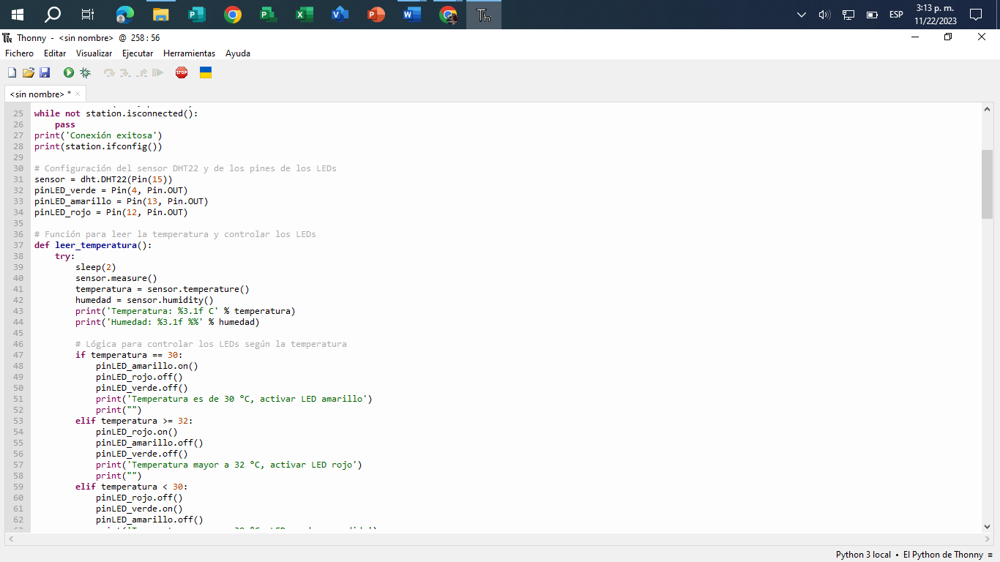 ESP
3:13 p. m.
11/22/2023
Thonny - <sin nombre> @ 258 : 56
Fichero Editar Visualizar Ejecutar Herramientas Ayuda
STOP
<sin nombre> *
25 while not station.isconnected():
26     pass
27 print('Conexión exitosa')
28 print(station.ifconfig())
29
30 # Configuración del sensor DHT22 y de los pines de los LEDs
31 sensor = dht.DHT22(Pin(15))
32 pinLED_verde = Pin(4, Pin.OUT)
33 pinLED_amarillo = Pin(13, Pin.OUT)
34 pinLED_rojo = Pin(12, Pin.OUT)
35
36 # Función para leer la temperatura y controlar los LEDs
37 def leer_temperatura():
38     try:
39         sleep(2)
40         sensor.measure()
41         temperatura = sensor.temperature()
42         humedad = sensor.humidity()
43         print('Temperatura: %3.1f C' % temperatura)
44         print('Humedad: %3.1f %%' % humedad)
45
46         # Lógica para controlar los LEDs según la temperatura
47         if temperatura == 30:
48             pinLED_amarillo.on()
49             pinLED_rojo.off()
50             pinLED_verde.off()
51             print('Temperatura es de 30 °C, activar LED amarillo')
52             print("")
53         elif temperatura >= 32:
54             pinLED_rojo.on()
55             pinLED_amarillo.off()
56             pinLED_verde.off()
57             print('Temperatura mayor a 32 °C, activar LED rojo')
58             print("")
59         elif temperatura < 30:
60             pinLED_rojo.off()
61             pinLED_verde.on()
62             pinLED_amarillo.off()
Python 3 local • El Python de Thonny ≡